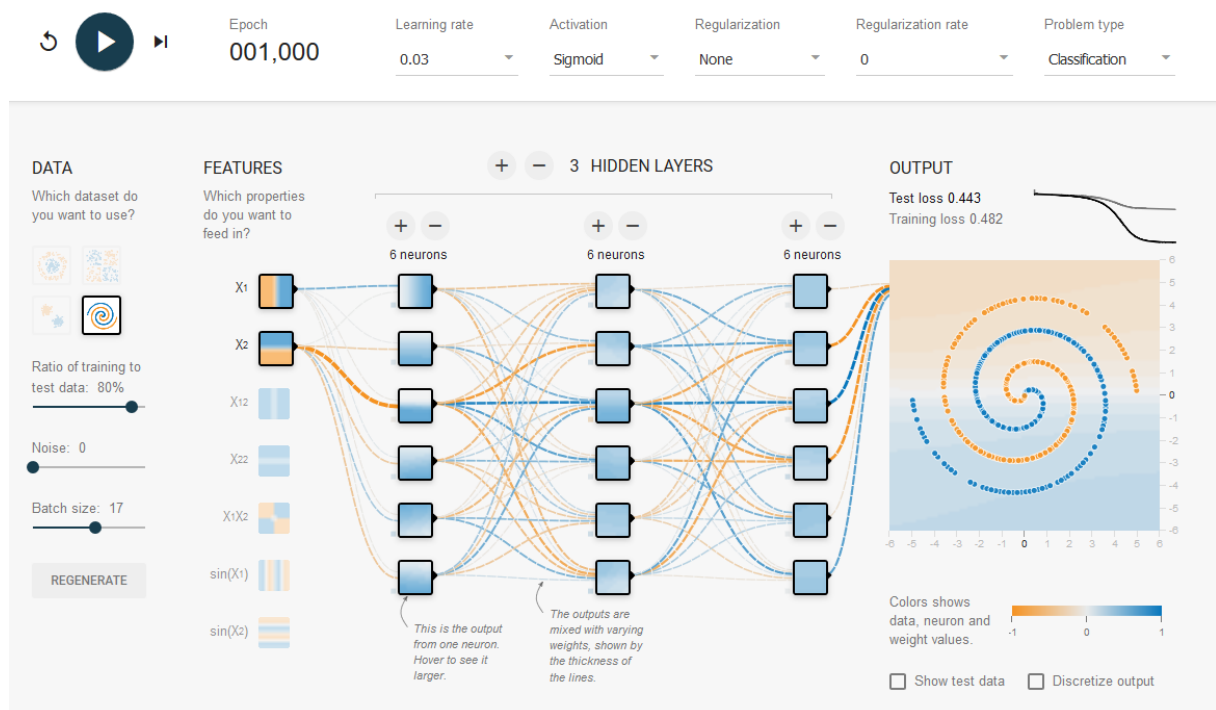 Epoch
001,000
Learning rate
0.03
Activation
Sigmoid
Regularization
None
Regularization rate
0
Problem type
Classification
DATA
Which dataset do
you want to use?
Ratio of training to
test data: 80%
Noise: 0
Batch size: 17
REGENERATE
FEATURES
Which properties
do you want to
feed in?
X1
X2
X12
X22
X1X2
sin(X1)
sin(X2)
+ − 3 HIDDEN LAYERS
+ −
6 neurons
+ −
6 neurons
+ −
6 neurons
This is the output
from one neuron.
Hover to see it
larger.
The outputs are
mixed with varying
weights, shown by
the thickness of
the lines.
OUTPUT
Test loss 0.443
Training loss 0.482
6
5
4
3
2
1
0
-1
-2
-3
-4
-5
-6
-6 -5 -4 -3 -2 -1 0 1 2 3 4 5 6
Colors shows
data, neuron and
weight values.
-1 0 1
Show test data
Discretize output